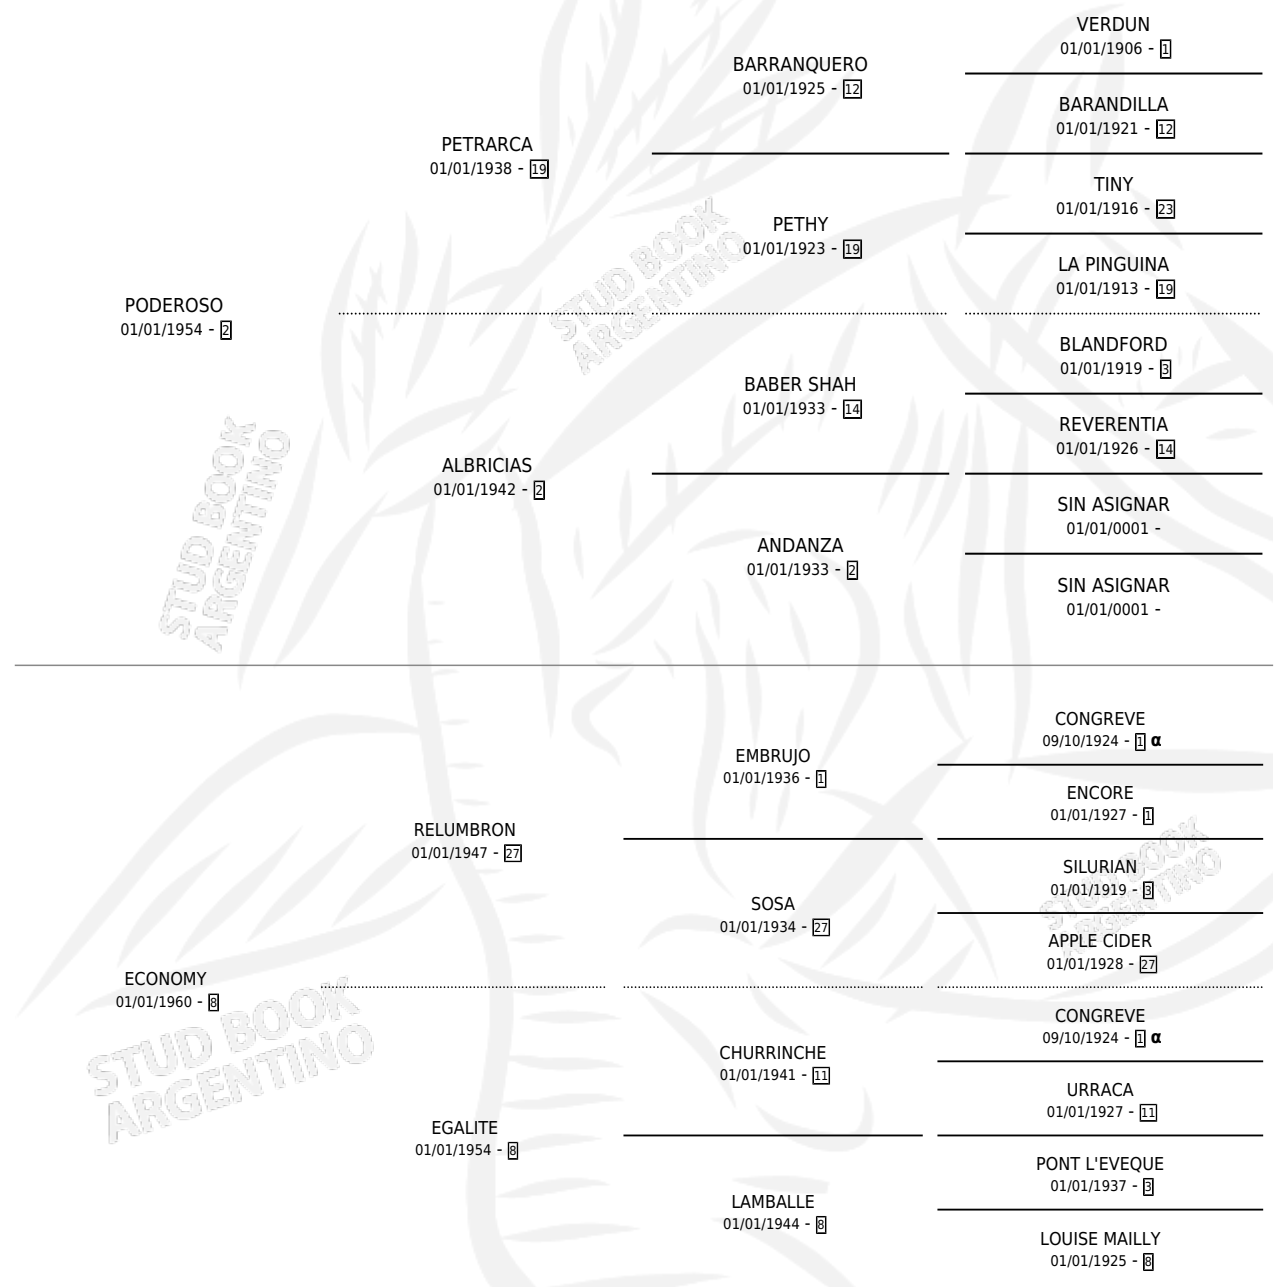 VERDUN
01/01/1906 - 1
BARRANQUERO
01/01/1925 - 12
BARANDILLA
01/01/1921 - 12
PETRARCA
01/01/1938 - 19
TINY
01/01/1916 - 23
PETHY
01/01/1923 - 19
LA PINGUINA
01/01/1913 - 19
PODEROSO
01/01/1954 - 2
BLANDFORD
01/01/1919 - 3
BABER SHAH
01/01/1933 - 14
REVERENTIA
01/01/1926 - 14
ALBRICIAS
01/01/1942 - 2
SIN ASIGNAR
01/01/0001 -
ANDANZA
01/01/1933 - 2
SIN ASIGNAR
01/01/0001 -
STUD BOOK
ARGENTINO
STUD BOOK
ARGENTINO
CONGREVE
09/10/1924 - 1 α
EMBRUJO
01/01/1936 - 1
ENCORE
01/01/1927 - 1
RELUMBRON
01/01/1947 - 27
SILURIAN
01/01/1919 - 3
SOSA
01/01/1934 - 27
APPLE CIDER
01/01/1928 - 27
ECONOMY
01/01/1960 - 8
CONGREVE
09/10/1924 - 1 α
CHURRINCHE
01/01/1941 - 11
URRACA
01/01/1927 - 11
EGALITE
01/01/1954 - 8
PONT L'EVEQUE
01/01/1937 - 3
LAMBALLE
01/01/1944 - 8
LOUISE MAILLY
01/01/1925 - 8
STUD BOOK
ARGENTINO
STUD BOOK
ARGENTINO